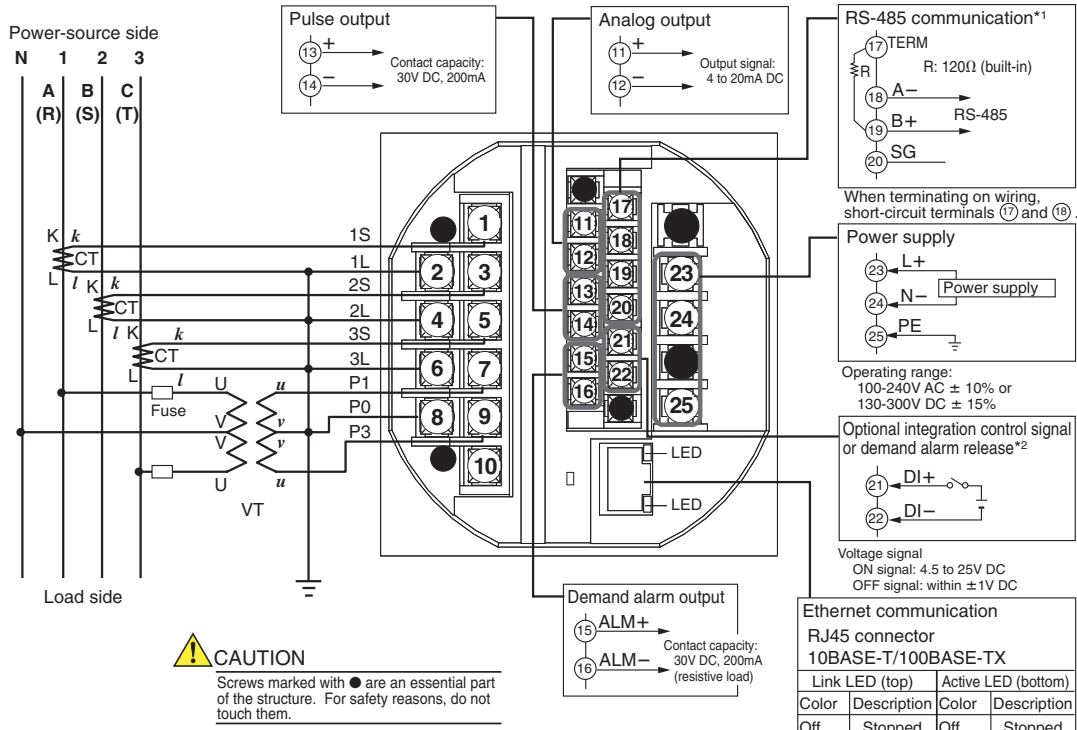 Power-source side
N 1 2 3
A B C
(R) (S) (T)
K k
CT
L l K k
CT
L l K k
CT
L l
Fuse
U u
V v
V v
U u
VT
Load side
1S
1L
2S
2L
3S
3L
P1
P0
P3
1
2 3
4 5
6 7
8 9
10
11
12
13
14
15
16
17
18
19
20
21
22
23
24
25
LED
LED
Pulse output
13 +
14 −
Contact capacity:
30V DC, 200mA
Analog output
11 +
12 −
Output signal:
4 to 20mA DC
RS-485 communication*1
17 TERM
R R: 120Ω (built-in)
18 A−
RS-485
19 B+
20 SG
When terminating on wiring,
short-circuit terminals 17 and 18 .
Power supply
23 L+
Power supply
24 N−
25 PE
Operating range:
100-240V AC ± 10% or
130-300V DC ± 15%
Optional integration control signal
or demand alarm release*2
21 DI+
22 DI−
Voltage signal
ON signal: 4.5 to 25V DC
OFF signal: within ±1V DC
Demand alarm output
15 ALM+
16 ALM−
Contact capacity:
30V DC, 200mA
(resistive load)
Ethernet communication
RJ45 connector
10BASE-T/100BASE-TX
Link LED (top) Active LED (bottom)
Color Description Color Description
Off Stopped Off Stopped
! CAUTION
Screws marked with ● are an essential part
of the structure. For safety reasons, do not
touch them.